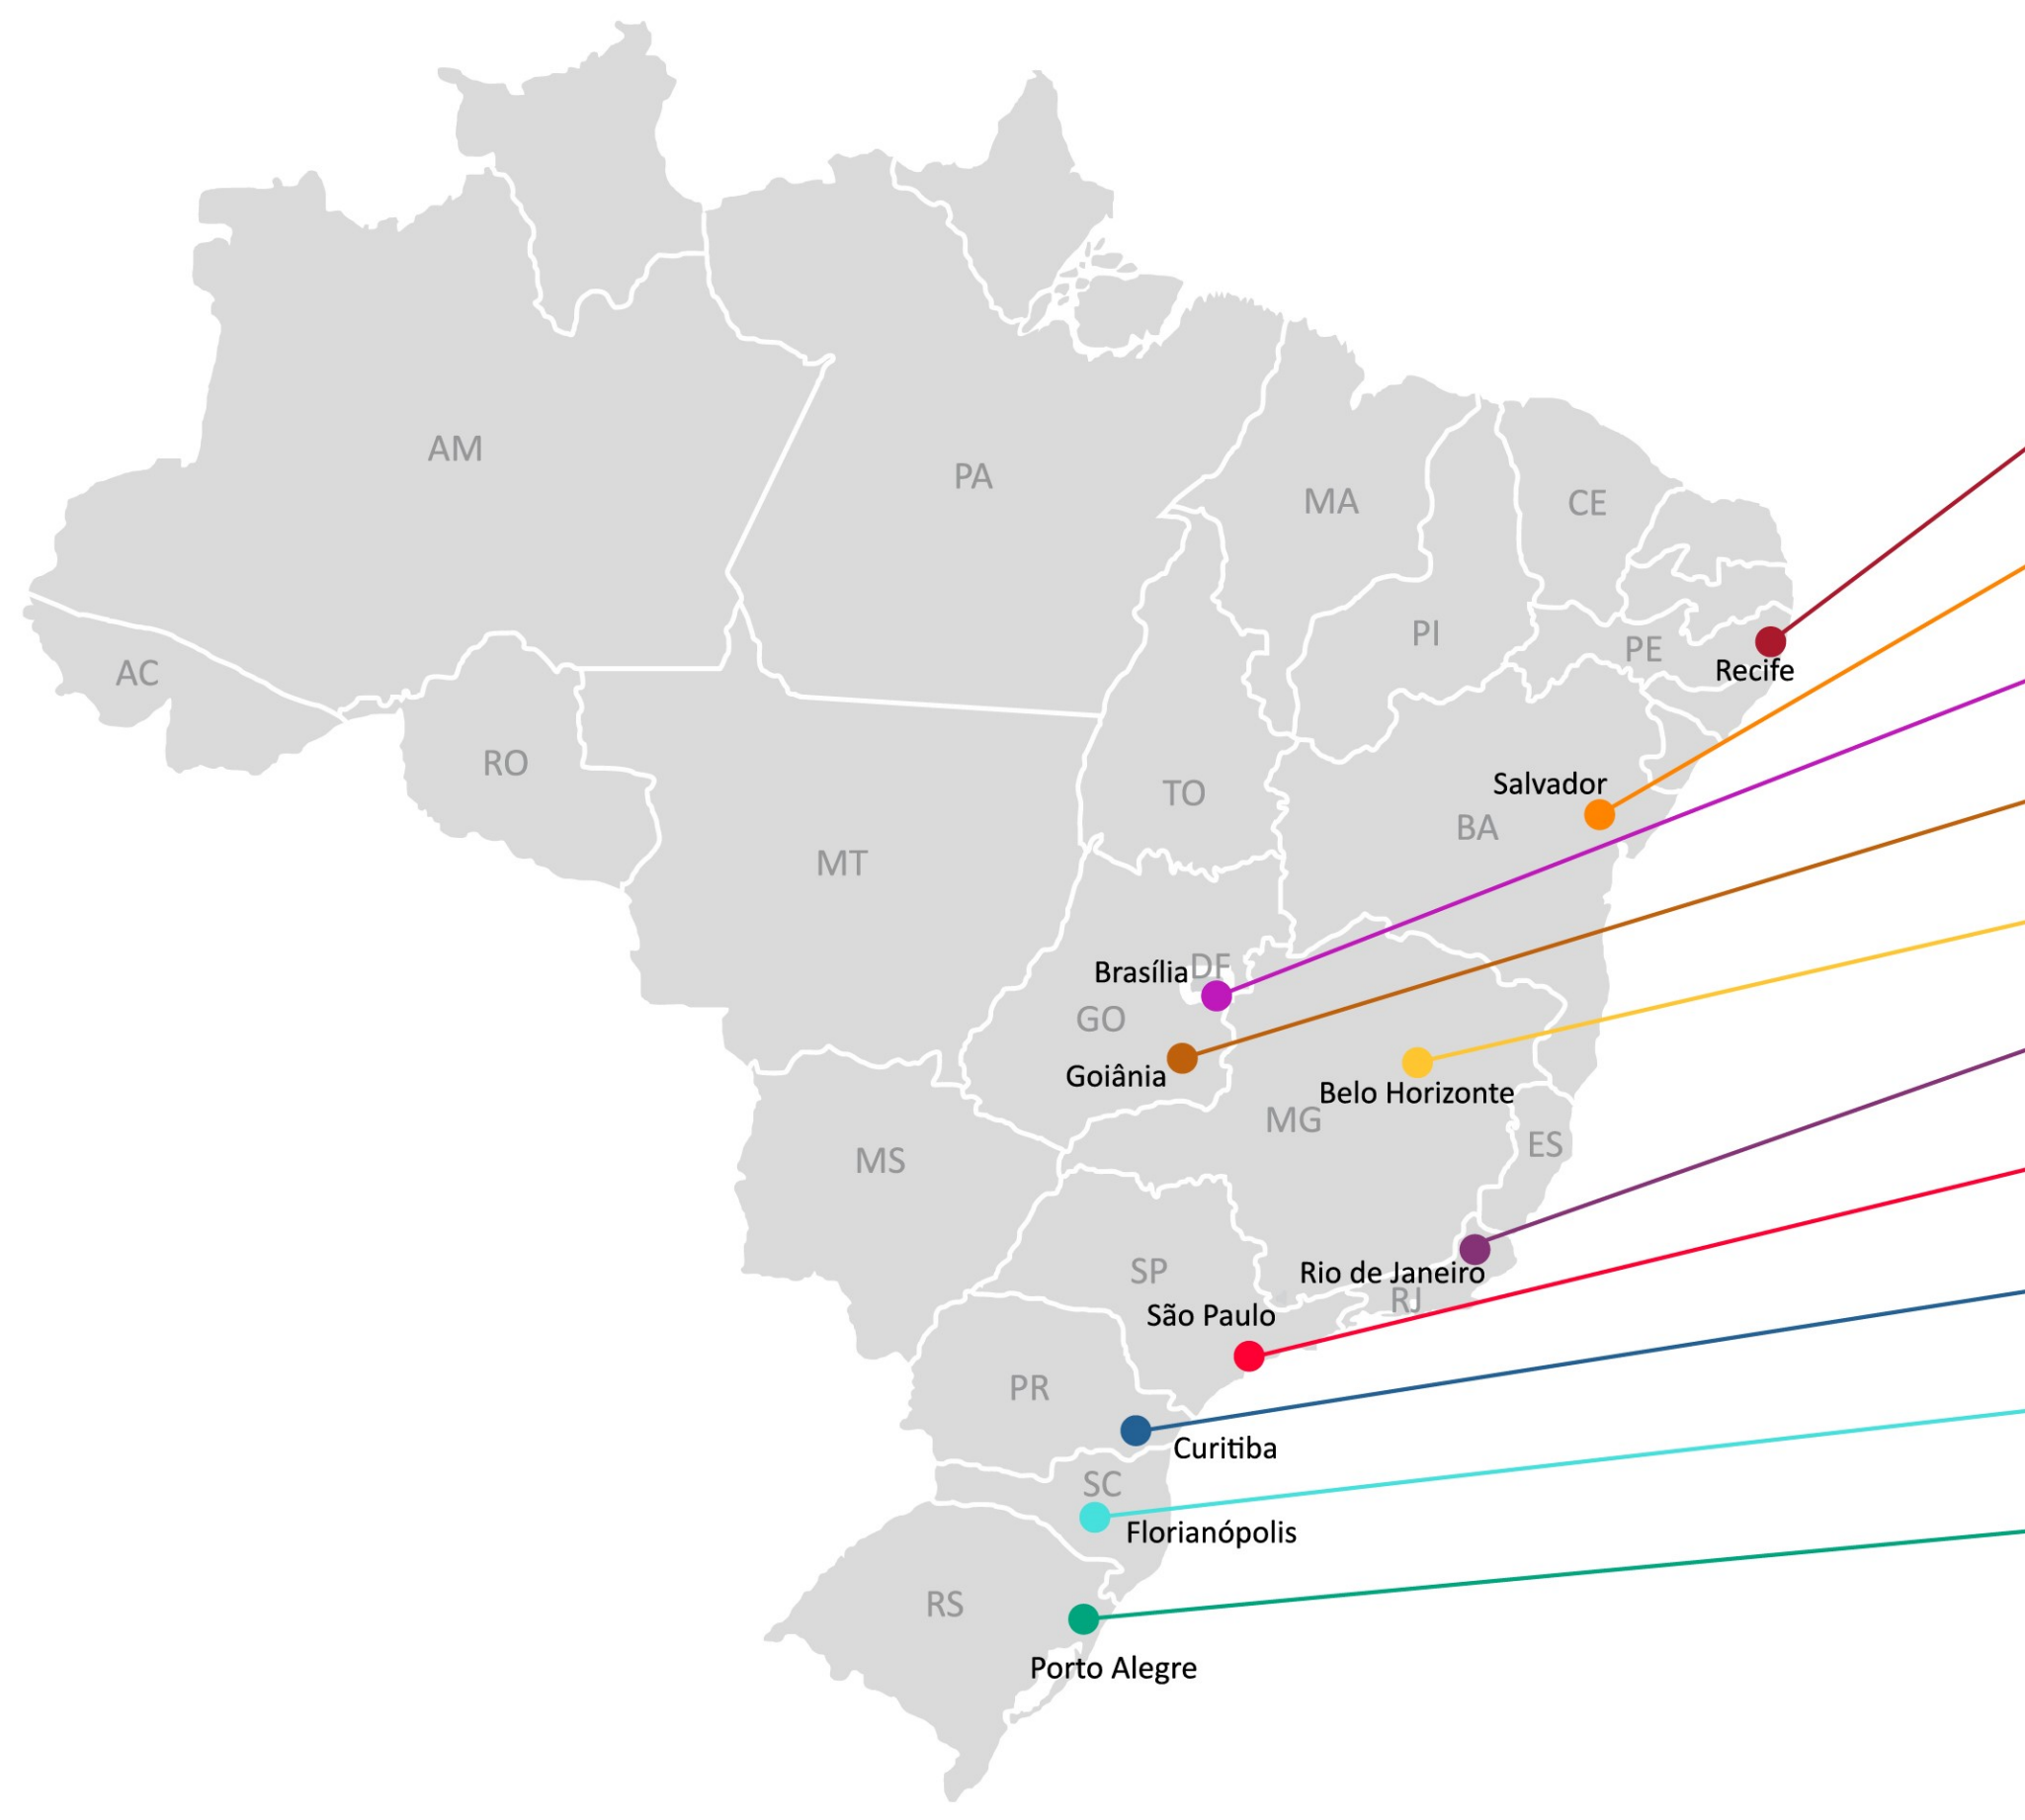 AM
PA
MA
CE
PI
PE
Recife
AC
RO
TO
Salvador
BA
MT
Brasília
DF
GO
Goiânia
Belo Horizonte
MG
ES
MS
SP
Rio de Janeiro
RJ
São Paulo
PR
Curitiba
SC
Florianópolis
RS
Porto Alegre